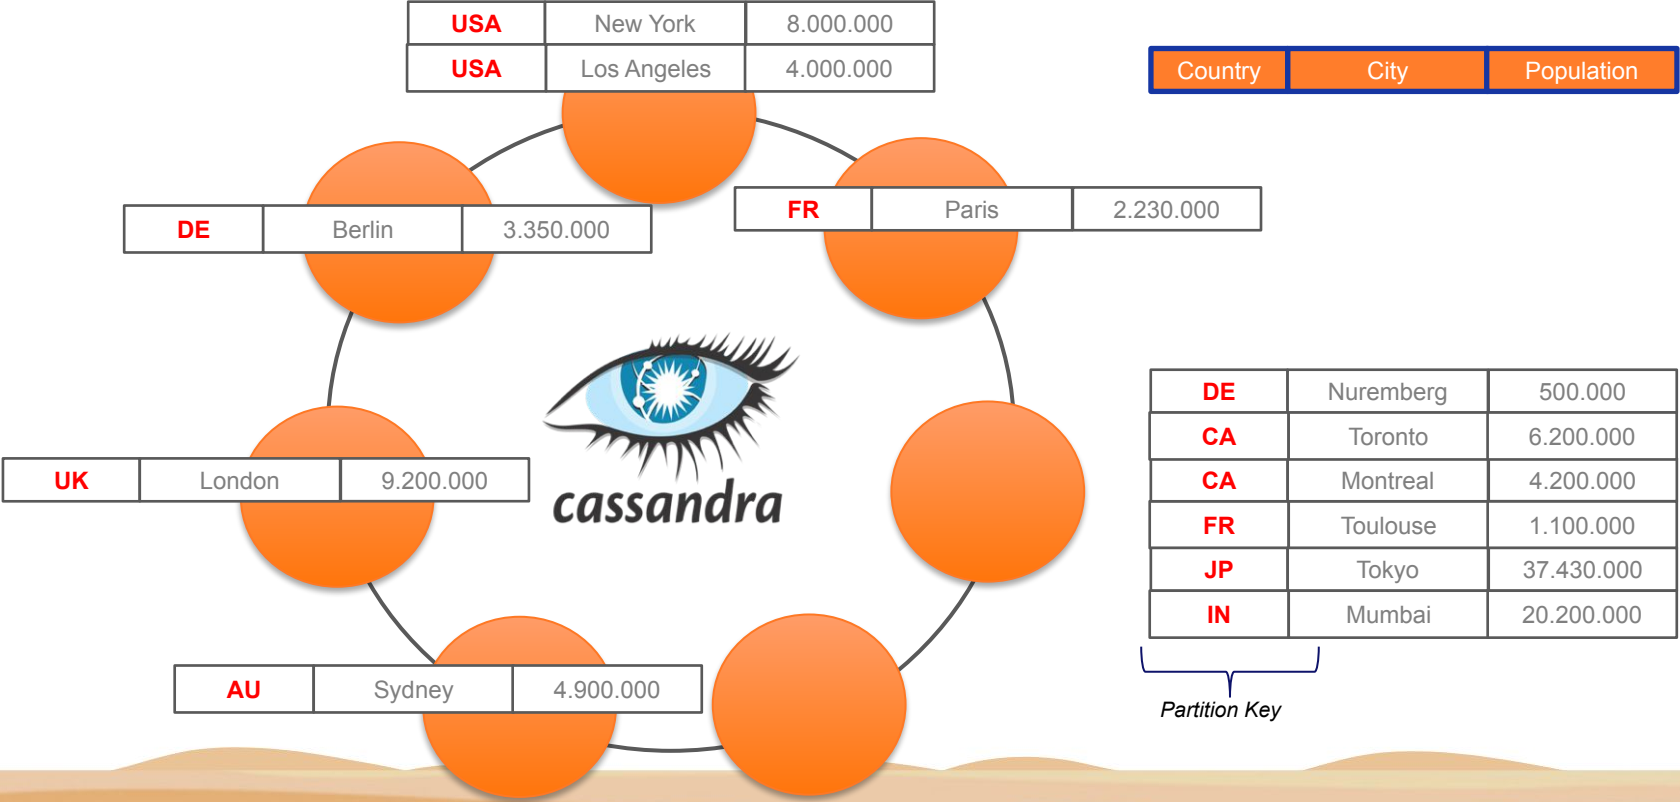 USA New York 8.000.000
USA Los Angeles 4.000.000
Country City Population
FR Paris 2.230.000
DE Berlin 3.350.000
cassandra
UK London 9.200.000
AU Sydney 4.900.000
DE Nuremberg 500.000
CA Toronto 6.200.000
CA Montreal 4.200.000
FR Toulouse 1.100.000
JP Tokyo 37.430.000
IN Mumbai 20.200.000
Partition Key